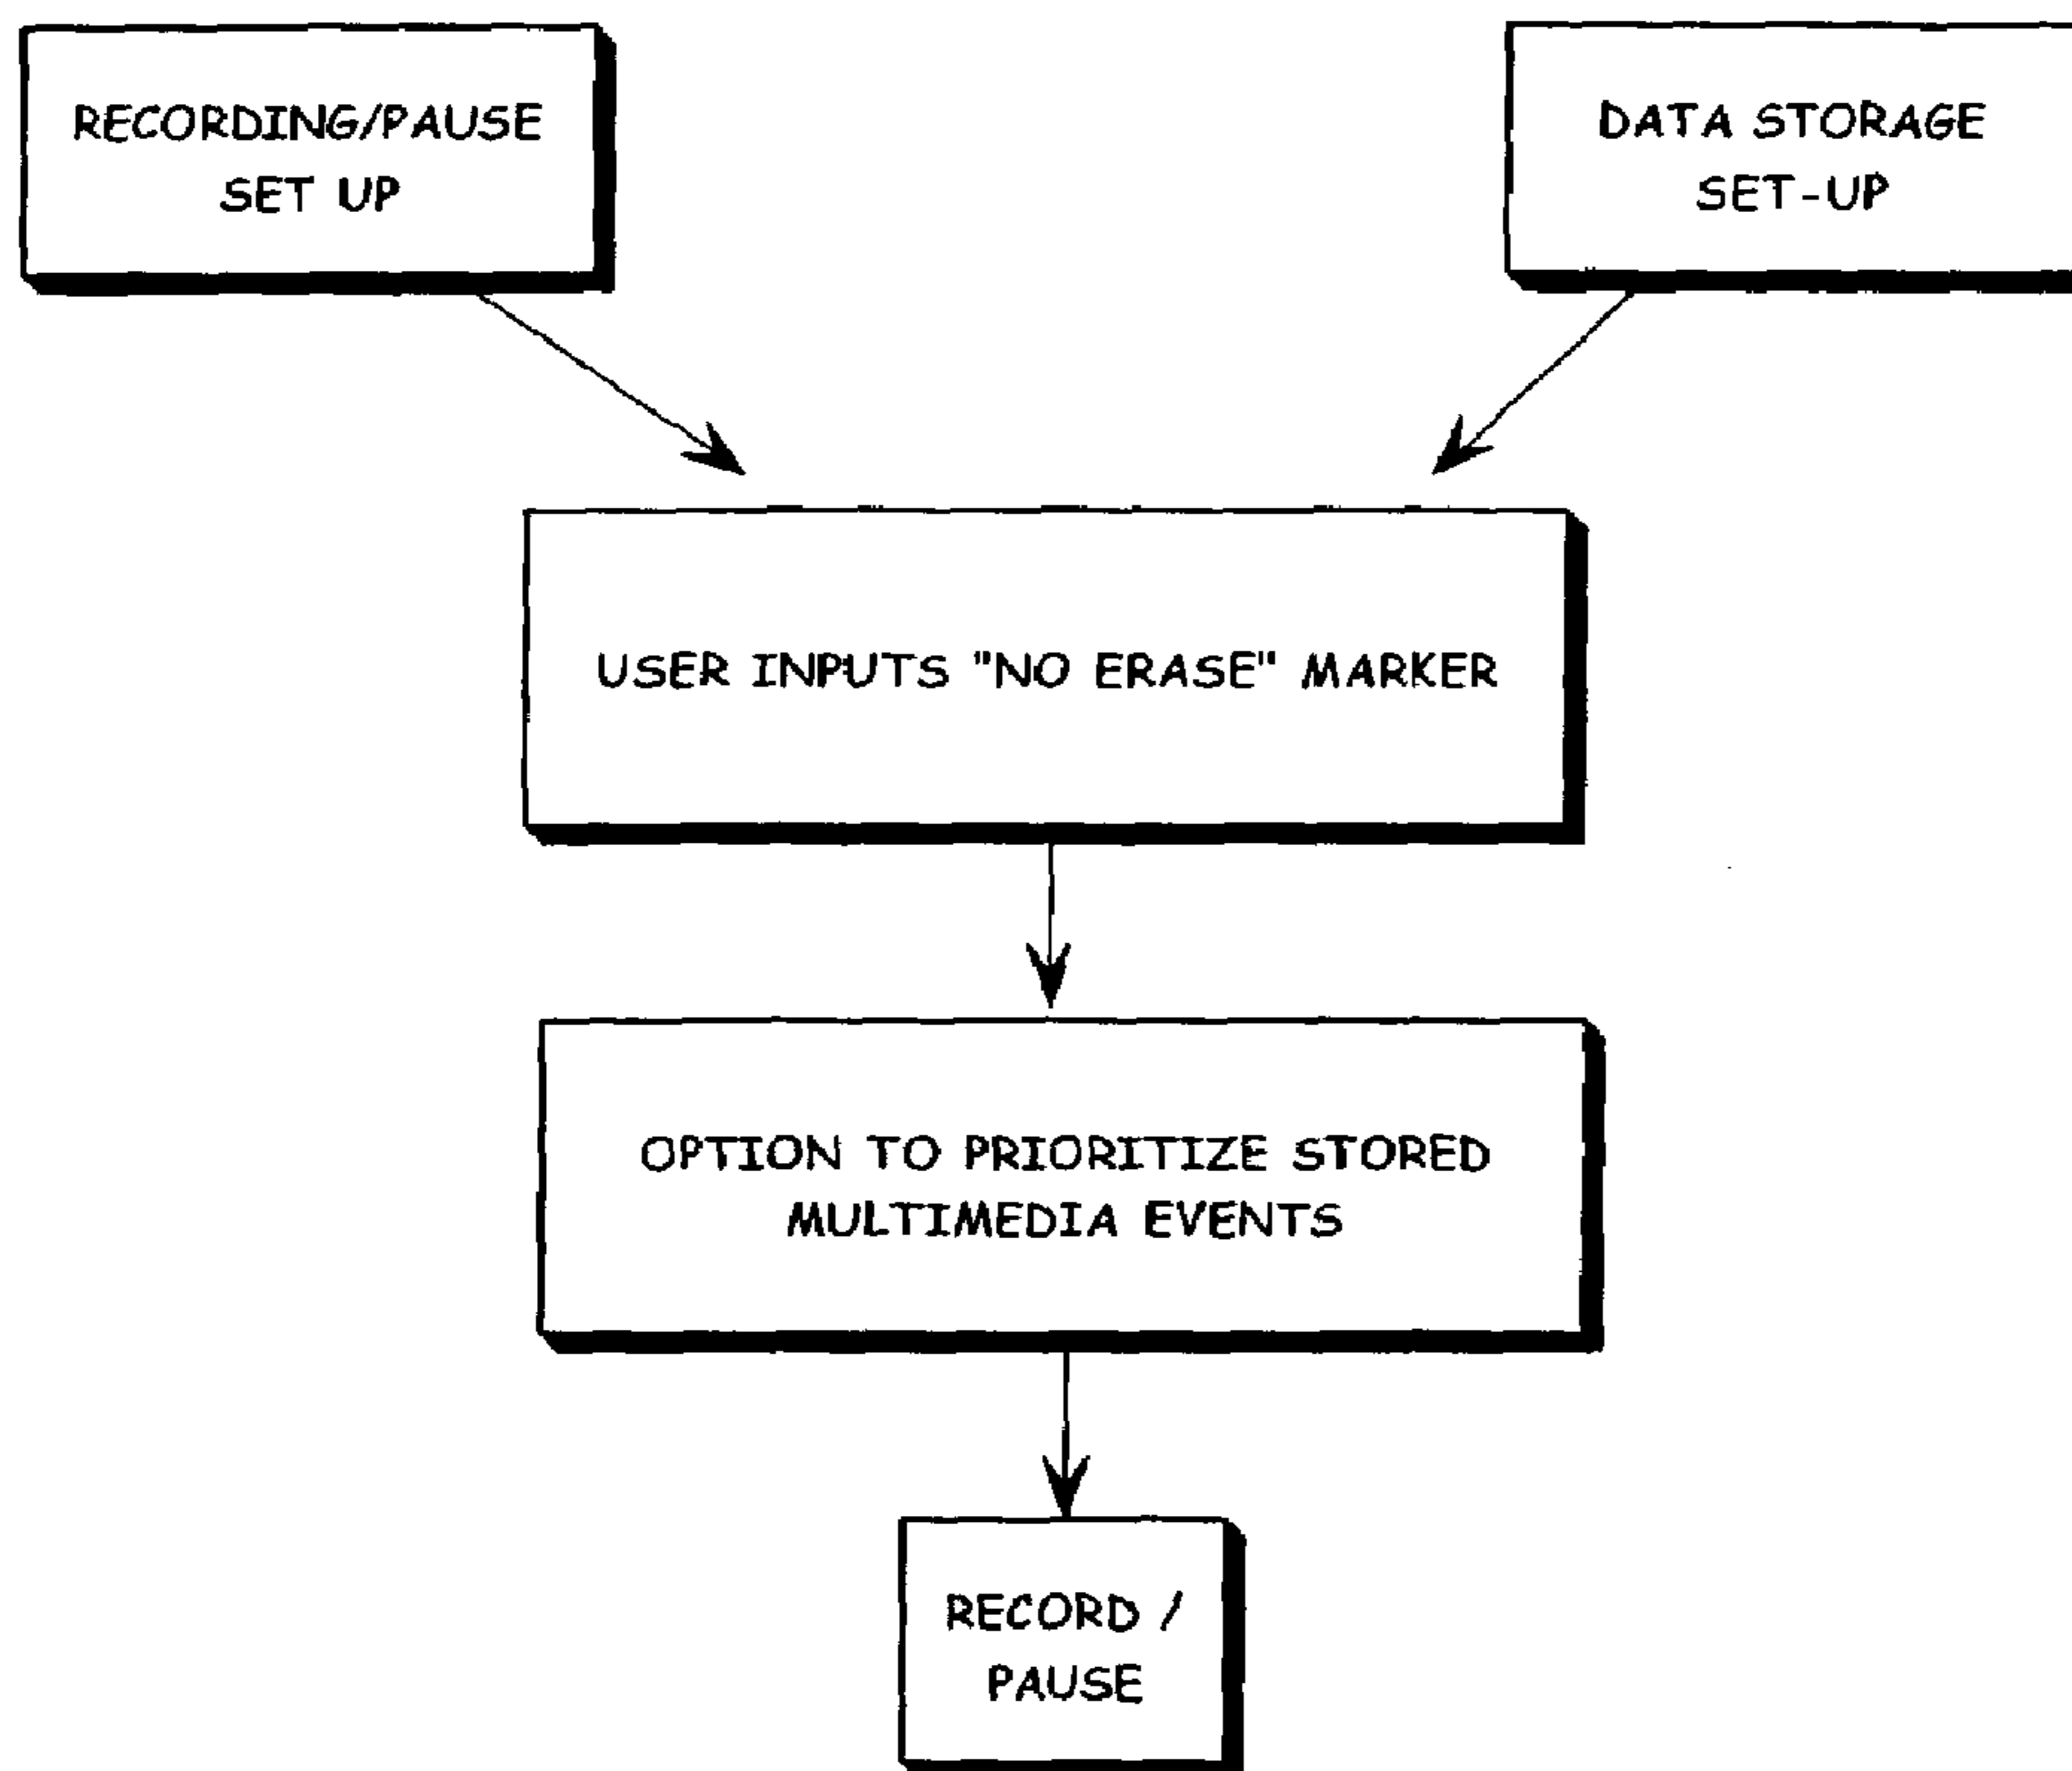 RECORDING/PAUSE
SET UP
DATA STORAGE
SET-UP
USER INPUTS "NO ERASE" MARKER
OPTION TO PRIORITIZE STORED
MULTIMEDIA EVENTS
RECORD /
PAUSE